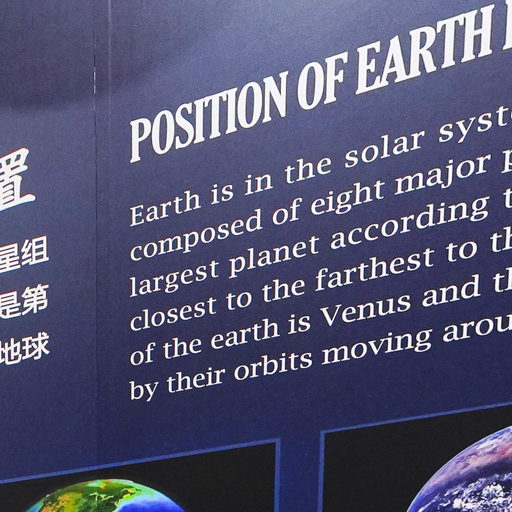 置
星组
是第
地球
POSITION OF EARTH
Earth is in the solar syst
composed of eight major p
largest planet according t
closest to the farthest to th
of the earth is Venus and th
by their orbits moving arou